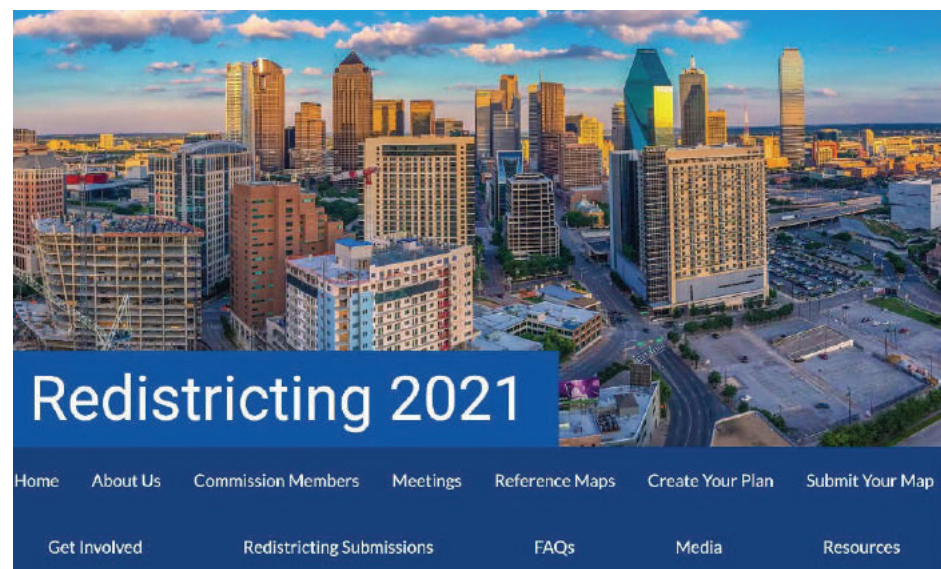 Redistricting 2021
Home About Us Commission Members Meetings Reference Maps Create Your Plan Submit Your Map
Get Involved Redistricting Submissions FAQs Media Resources